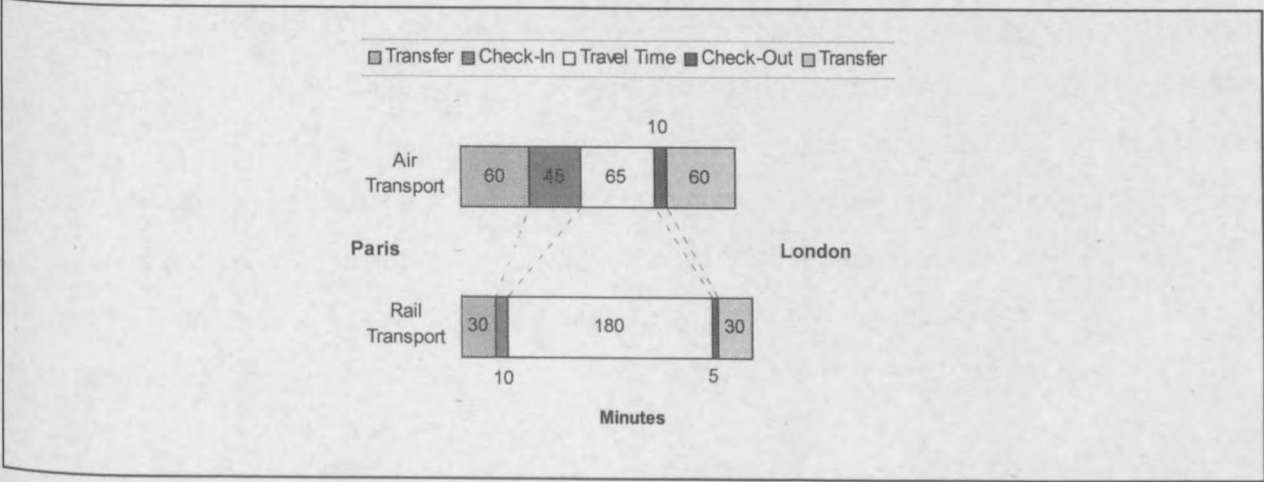 Transfer Check-In Travel Time Check-Out Transfer
10
Air
Transport
60 45 65 60
Paris
London
Rail
Transport
30 180 30
10 5
Minutes